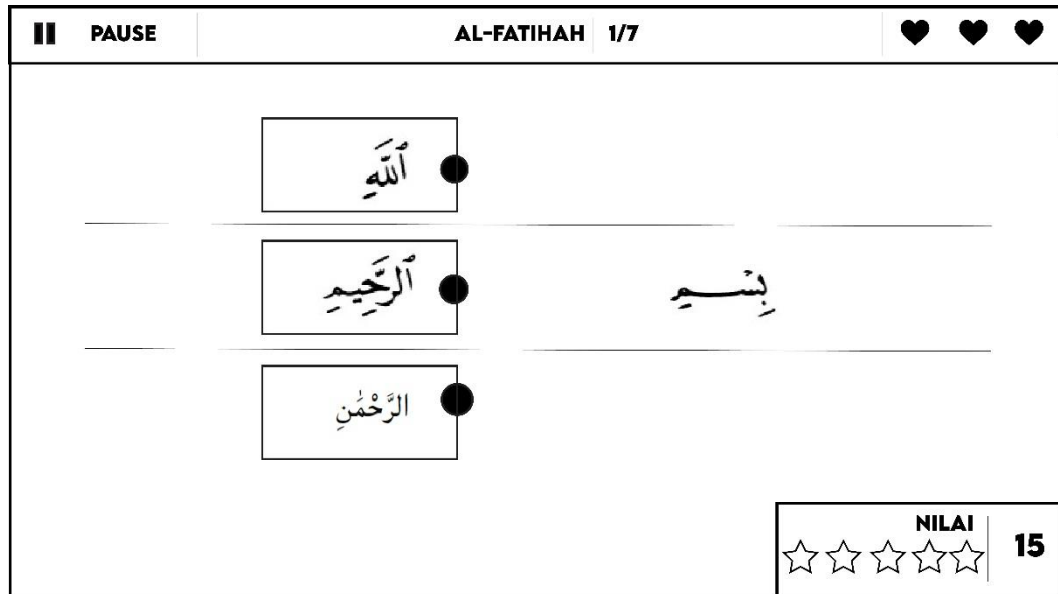 PAUSE AL-FATIHAH 1/7
ٱللَّهِ
ٱلرَّحِيمِ بِسْمِ
الرَّحْمَٰنِ
NILAI
15